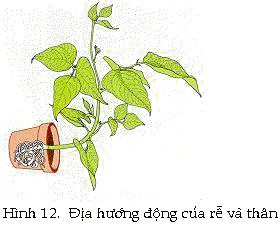 Hình 12. Địa hướng động của rễ và thân